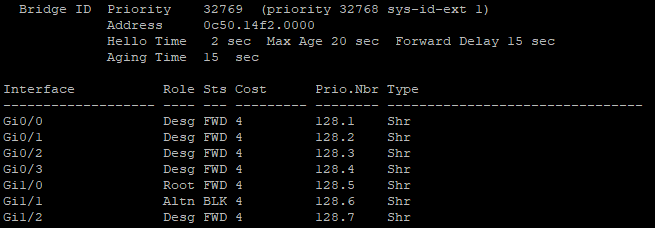 Bridge ID  Priority    32769  (priority 32768 sys-id-ext 1)
Address     0c50.14f2.0000
Hello Time   2 sec  Max Age 20 sec  Forward Delay 15 sec
Aging Time  15  sec
Interface           Role Sts Cost      Prio.Nbr Type
------------------- ---- --- --------- -------- --------------------------------
Gi0/0               Desg FWD 4         128.1    Shr
Gi0/1               Desg FWD 4         128.2    Shr
Gi0/2               Desg FWD 4         128.3    Shr
Gi0/3               Desg FWD 4         128.4    Shr
Gi1/0               Root FWD 4         128.5    Shr
Gi1/1               Altn BLK 4         128.6    Shr
Gi1/2               Desg FWD 4         128.7    Shr